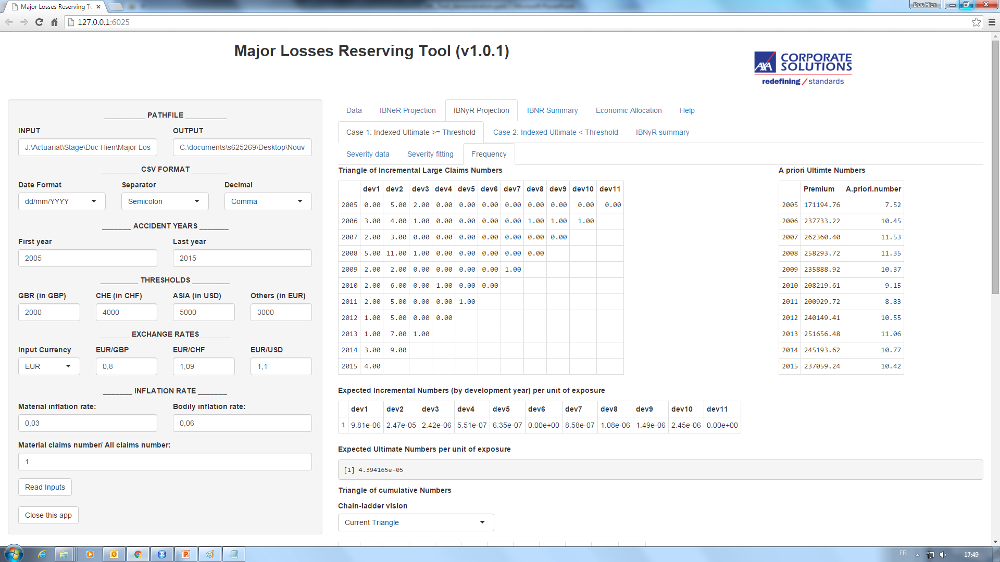 Major Losses Reserving To
Duc Hien
127.0.0.1:6025
Major Losses Reserving Tool (v1.0.1)
AXA CORPORATE SOLUTIONS
redefining / standards
__________ PATHFILE __________
INPUT OUTPUT
J:\Actuariat\Stage\Duc Hien\Major Los C:\documents\s625269\Desktop\Nouv
_________ CSV FORMAT _________
Date Format Separator Decimal
dd/mm/YYYY Semicolon Comma
_______ ACCIDENT YEARS _______
First year Last year
2005 2015
_________ THRESHOLDS _________
GBR (in GBP) CHE (in CHF) ASIA (in USD) Others (in EUR)
2000 4000 5000 3000
_______ EXCHANGE RATES _______
Input Currency EUR/GBP EUR/CHF EUR/USD
EUR 0,8 1,09 1,1
_______ INFLATION RATE _______
Material inflation rate: Bodily inflation rate:
0,03 0,06
Material claims number/ All claims number:
1
Read Inputs
Close this app
Data IBNeR Projection IBNyR Projection IBNR Summary Economic Allocation Help
Case 1: Indexed Ultimate >= Threshold Case 2: Indexed Ultimate < Threshold IBNyR summary
Severity data Severity fitting Frequency
Triangle of Incremental Large Claims Numbers
dev1 dev2 dev3 dev4 dev5 dev6 dev7 dev8 dev9 dev10 dev11
2005 0.00 5.00 2.00 0.00 0.00 0.00 0.00 0.00 0.00 0.00 0.00
2006 3.00 4.00 1.00 0.00 0.00 0.00 0.00 1.00 1.00 1.00
2007 2.00 3.00 0.00 0.00 0.00 0.00 0.00 0.00 0.00
2008 5.00 11.00 1.00 0.00 0.00 0.00 0.00 0.00
2009 2.00 2.00 0.00 0.00 0.00 0.00 1.00
2010 2.00 6.00 0.00 1.00 0.00 0.00
2011 2.00 5.00 0.00 0.00 1.00
2012 1.00 5.00 0.00 0.00
2013 1.00 7.00 1.00
2014 3.00 9.00
2015 4.00
A priori Ultimte Numbers
Premium A.priori.number
2005 171194.76 7.52
2006 237733.22 10.45
2007 262360.40 11.53
2008 258293.72 11.35
2009 235888.92 10.37
2010 208219.61 9.15
2011 200929.72 8.83
2012 240149.41 10.55
2013 251656.48 11.06
2014 245193.62 10.77
2015 237059.24 10.42
Expected Incremental Numbers (by development year) per unit of exposure
dev1 dev2 dev3 dev4 dev5 dev6 dev7 dev8 dev9 dev10 dev11
1 9.81e-06 2.47e-05 2.42e-06 5.51e-07 6.35e-07 0.00e+00 8.58e-07 1.08e-06 1.49e-06 2.45e-06 0.00e+00
Expected Ultimate Numbers per unit of exposure
[1] 4.394165e-05
Triangle of cumulative Numbers
Chain-ladder vision
Current Triangle
FR 17:49